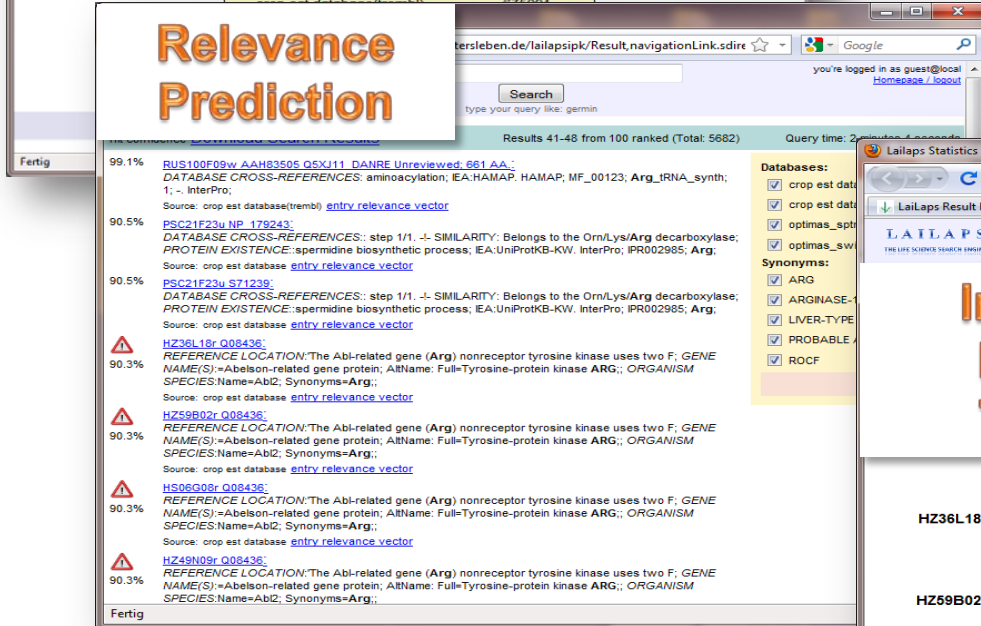 Relevance
Prediction
tersleben.de/lailapsipk/Result,navigationLink.sdire
Google
you're logged in as guest@local
Homepage / logout
Search
type your query like: germin
Results 41-48 from 100 ranked (Total: 5682)
Query time: 2 minutes 4 seconds
Fertig
99.1%
RUS100F09w AAH83505 Q5XJ11_DANRE Unreviewed; 661 AA.;
DATABASE CROSS-REFERENCES: aminoacylation; IEA:HAMAP. HAMAP; MF_00123; Arg_tRNA_synth;
1; -. InterPro;
Source: crop est database(trembl) entry relevance vector
90.5%
PSC21F23u NP_179243;
DATABASE CROSS-REFERENCES:: step 1/1. -!- SIMILARITY: Belongs to the Orn/Lys/Arg decarboxylase;
PROTEIN EXISTENCE::spermidine biosynthetic process; IEA:UniProtKB-KW. InterPro; IPR002985; Arg;
Source: crop est database entry relevance vector
90.5%
PSC21F23u S71239;
DATABASE CROSS-REFERENCES:: step 1/1. -!- SIMILARITY: Belongs to the Orn/Lys/Arg decarboxylase;
PROTEIN EXISTENCE::spermidine biosynthetic process; IEA:UniProtKB-KW. InterPro; IPR002985; Arg;
Source: crop est database entry relevance vector
90.3%
HZ36L18r Q08436;
REFERENCE LOCATION:'The Abl-related gene (Arg) nonreceptor tyrosine kinase uses two F; GENE
NAME(S):=Abelson-related gene protein; AltName: Full=Tyrosine-protein kinase ARG;; ORGANISM
SPECIES:Name=Abl2; Synonyms=Arg;;
Source: crop est database entry relevance vector
90.3%
HZ59B02r Q08436;
REFERENCE LOCATION:'The Abl-related gene (Arg) nonreceptor tyrosine kinase uses two F; GENE
NAME(S):=Abelson-related gene protein; AltName: Full=Tyrosine-protein kinase ARG;; ORGANISM
SPECIES:Name=Abl2; Synonyms=Arg;;
Source: crop est database entry relevance vector
90.3%
HS06G08r Q08436;
REFERENCE LOCATION:'The Abl-related gene (Arg) nonreceptor tyrosine kinase uses two F; GENE
NAME(S):=Abelson-related gene protein; AltName: Full=Tyrosine-protein kinase ARG;; ORGANISM
SPECIES:Name=Abl2; Synonyms=Arg;;
Source: crop est database entry relevance vector
90.3%
HZ49N09r Q08436;
REFERENCE LOCATION:'The Abl-related gene (Arg) nonreceptor tyrosine kinase uses two F; GENE
NAME(S):=Abelson-related gene protein; AltName: Full=Tyrosine-protein kinase ARG;; ORGANISM
SPECIES:Name=Abl2; Synonyms=Arg;;
Fertig
Databases:
crop est data
crop est data
optimas_sptr
optimas_swi
Synonyms:
ARG
ARGINASE-1
LIVER-TYPE
PROBABLE A
ROCF
Lailaps Statistics
LaiLaps Result
LAILAPS
THE LIFE SCIENCE SEARCH ENGIN
HZ36L18
HZ59B02